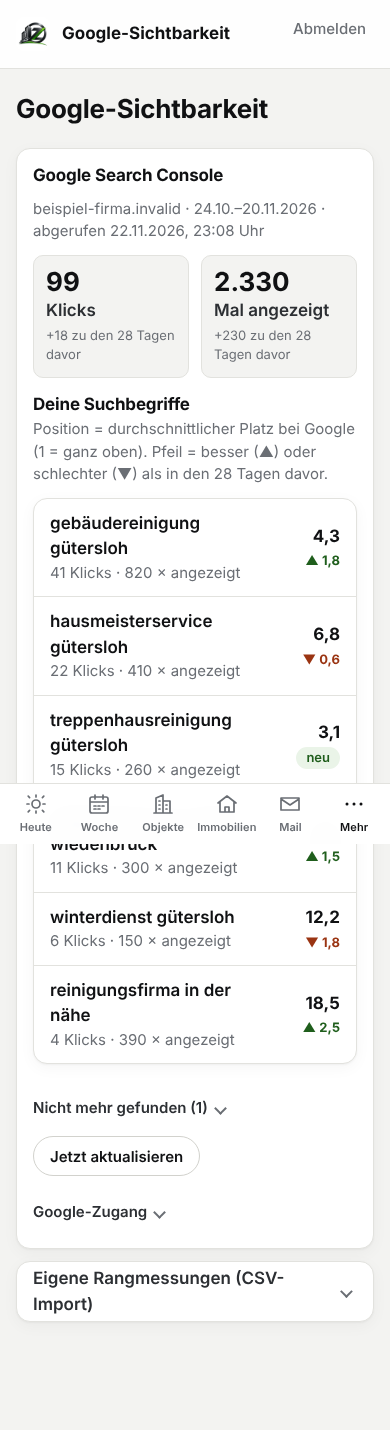 Google-Sichtbarkeit
Abmelden
Google-Sichtbarkeit
Google Search Console
beispiel-firma.invalid · 24.10.–20.11.2026 ·
abgerufen 22.11.2026, 23:08 Uhr
99
Klicks
+18 zu den 28 Tagen
davor
2.330
Mal angezeigt
+230 zu den 28
Tagen davor
Deine Suchbegriffe
Position = durchschnittlicher Platz bei Google
(1 = ganz oben). Pfeil = besser (▲) oder
schlechter (▼) als in den 28 Tagen davor.
gebäudereinigung
gütersloh
41 Klicks · 820 × angezeigt
4,3
▲ 1,8
hausmeisterservice
gütersloh
22 Klicks · 410 × angezeigt
6,8
▼ 0,6
treppenhausreinigung
gütersloh
15 Klicks · 260 × angezeigt
3,1
neu
Heute
Woche
Objekte
Immobilien
Mail
Mehr
11 Klicks · 300 × angezeigt
▲ 1,5
winterdienst gütersloh
6 Klicks · 150 × angezeigt
12,2
▼ 1,8
reinigungsfirma in der
nähe
4 Klicks · 390 × angezeigt
18,5
▲ 2,5
Nicht mehr gefunden (1)
Jetzt aktualisieren
Google-Zugang
Eigene Rangmessungen (CSV-
Import)